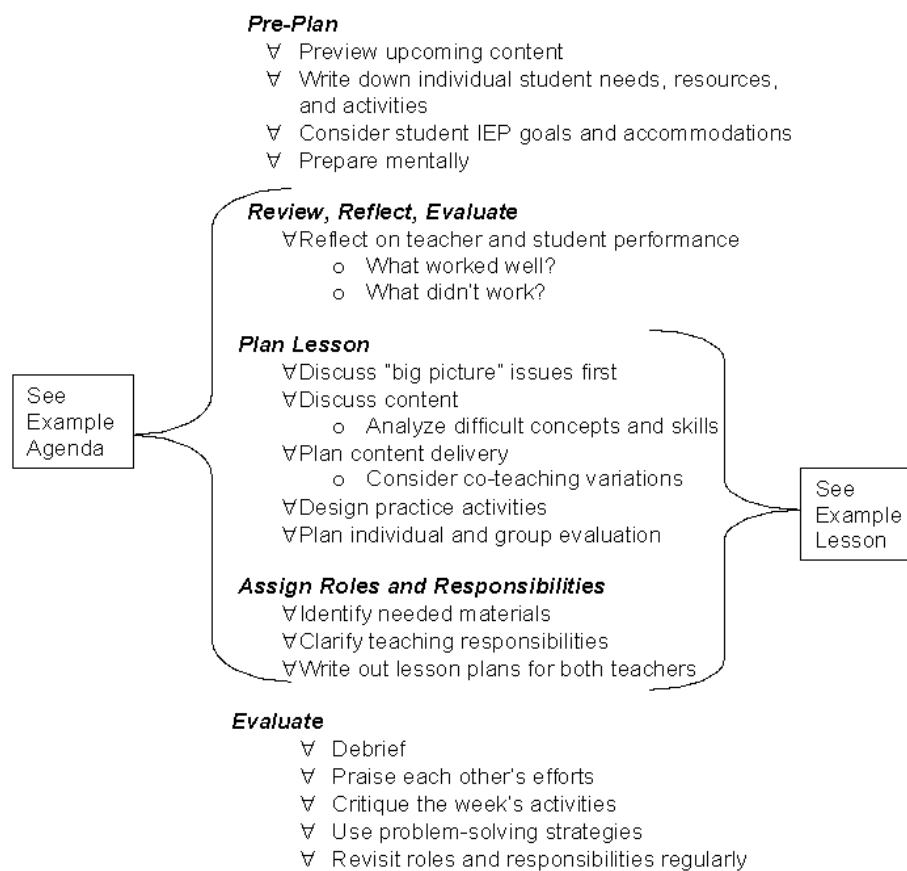 Pre-Plan
∀ Preview upcoming content
∀ Write down individual student needs, resources,
and activities
∀ Consider student IEP goals and accommodations
∀ Prepare mentally
Review, Reflect, Evaluate
∀Reflect on teacher and student performance
o What worked well?
o What didn't work?
Plan Lesson
∀Discuss "big picture" issues first
∀Discuss content
o Analyze difficult concepts and skills
∀Plan content delivery
o Consider co-teaching variations
∀Design practice activities
∀Plan individual and group evaluation
Assign Roles and Responsibilities
∀Identify needed materials
∀Clarify teaching responsibilities
∀Write out lesson plans for both teachers
See
Example
Agenda
See
Example
Lesson
Evaluate
∀ Debrief
∀ Praise each other's efforts
∀ Critique the week's activities
∀ Use problem-solving strategies
∀ Revisit roles and responsibilities regularly